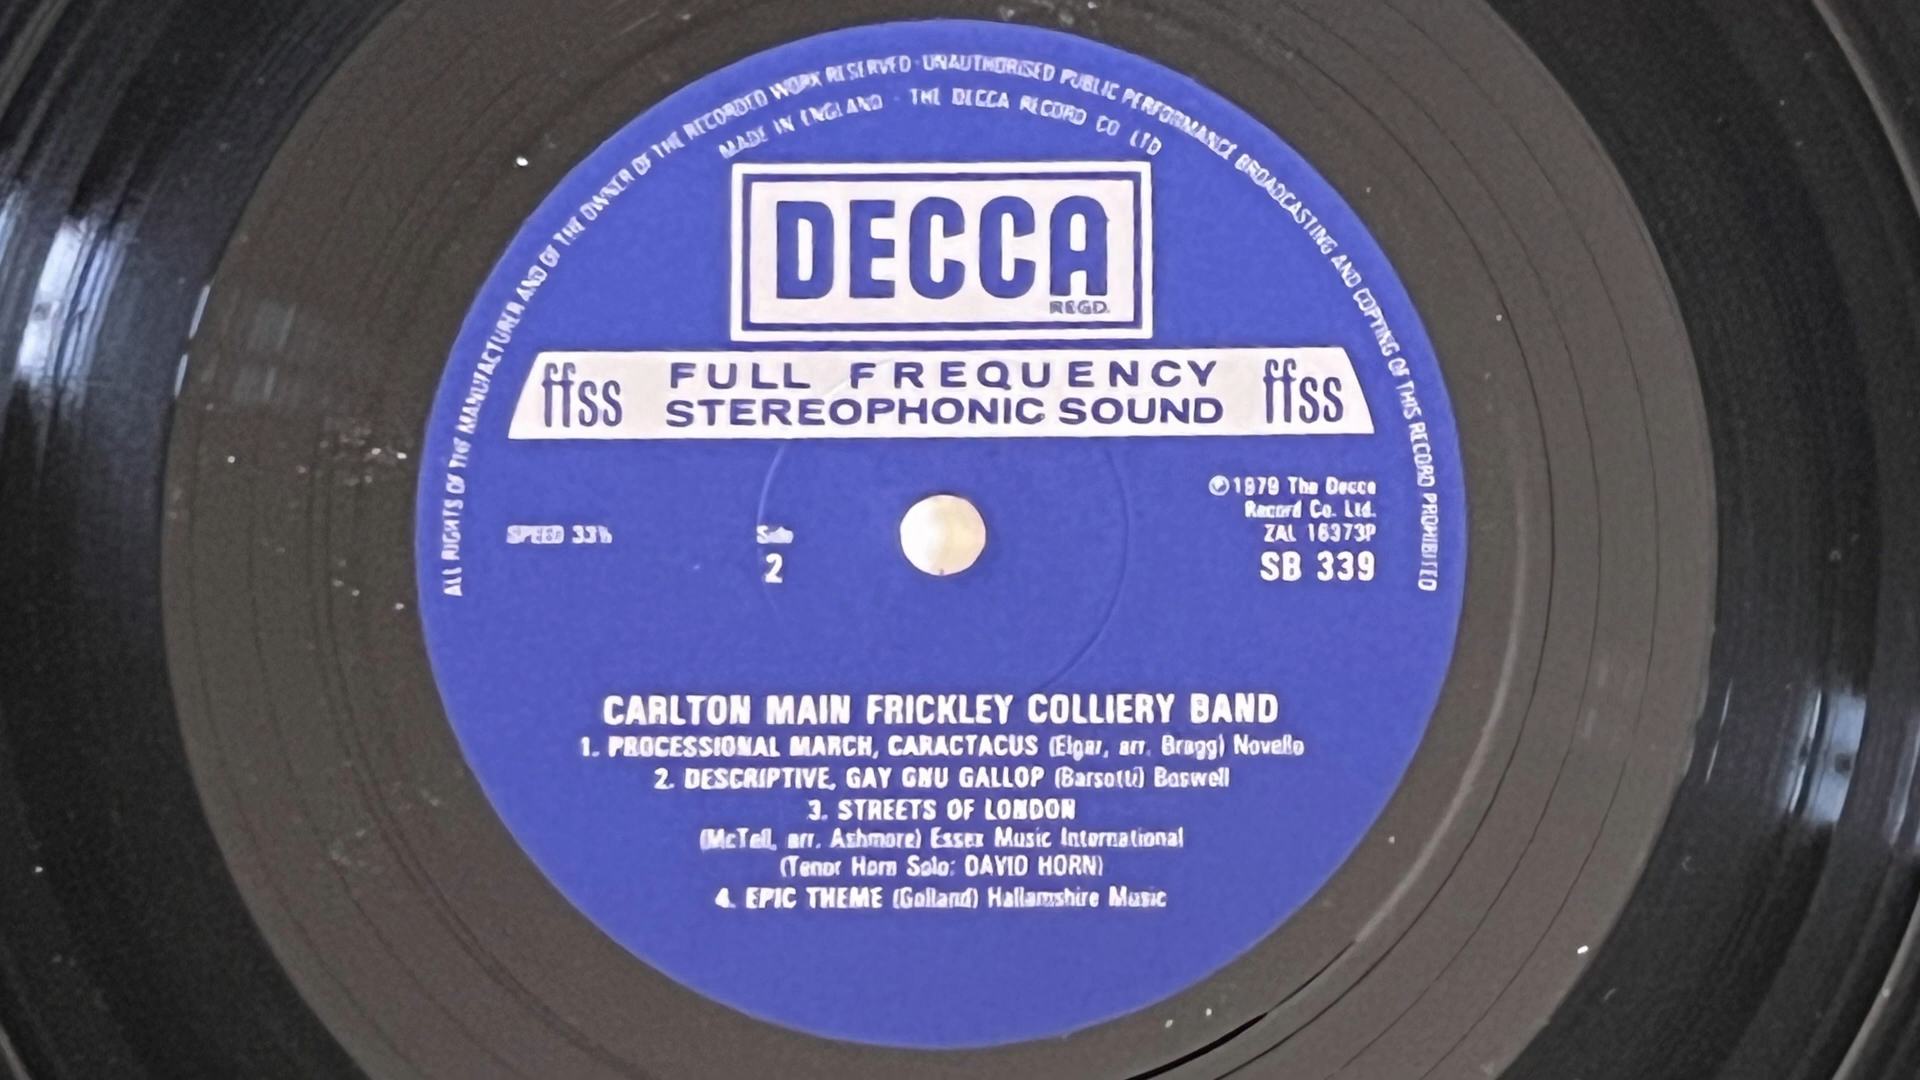 ALL RIGHTS OF THE MANUFACTURER AND OF THE OWNER OF THE RECORDED WORK RESERVED · UNAUTHORISED PUBLIC PERFORMANCE BROADCASTING AND COPYING OF THIS RECORD PROHIBITED
MADE IN ENGLAND · THE DECCA RECORD CO LTD
DECCA
REGD.
ffss FULL FREQUENCY STEREOPHONIC SOUND ffss
℗1979 The Decca
Record Co. Ltd.
SPEED 33⅓ Side ZAL 16373P
2 SB 339
CARLTON MAIN FRICKLEY COLLIERY BAND
1. PROCESSIONAL MARCH, CARACTACUS (Elgar, arr. Bragg) Novello
2. DESCRIPTIVE, GAY GNU GALLOP (Barsotti) Boswell
3. STREETS OF LONDON
(McTell, arr. Ashmore) Essex Music International
(Tenor Horn Solo: DAVID HORN)
4. EPIC THEME (Golland) Hallamshire Music